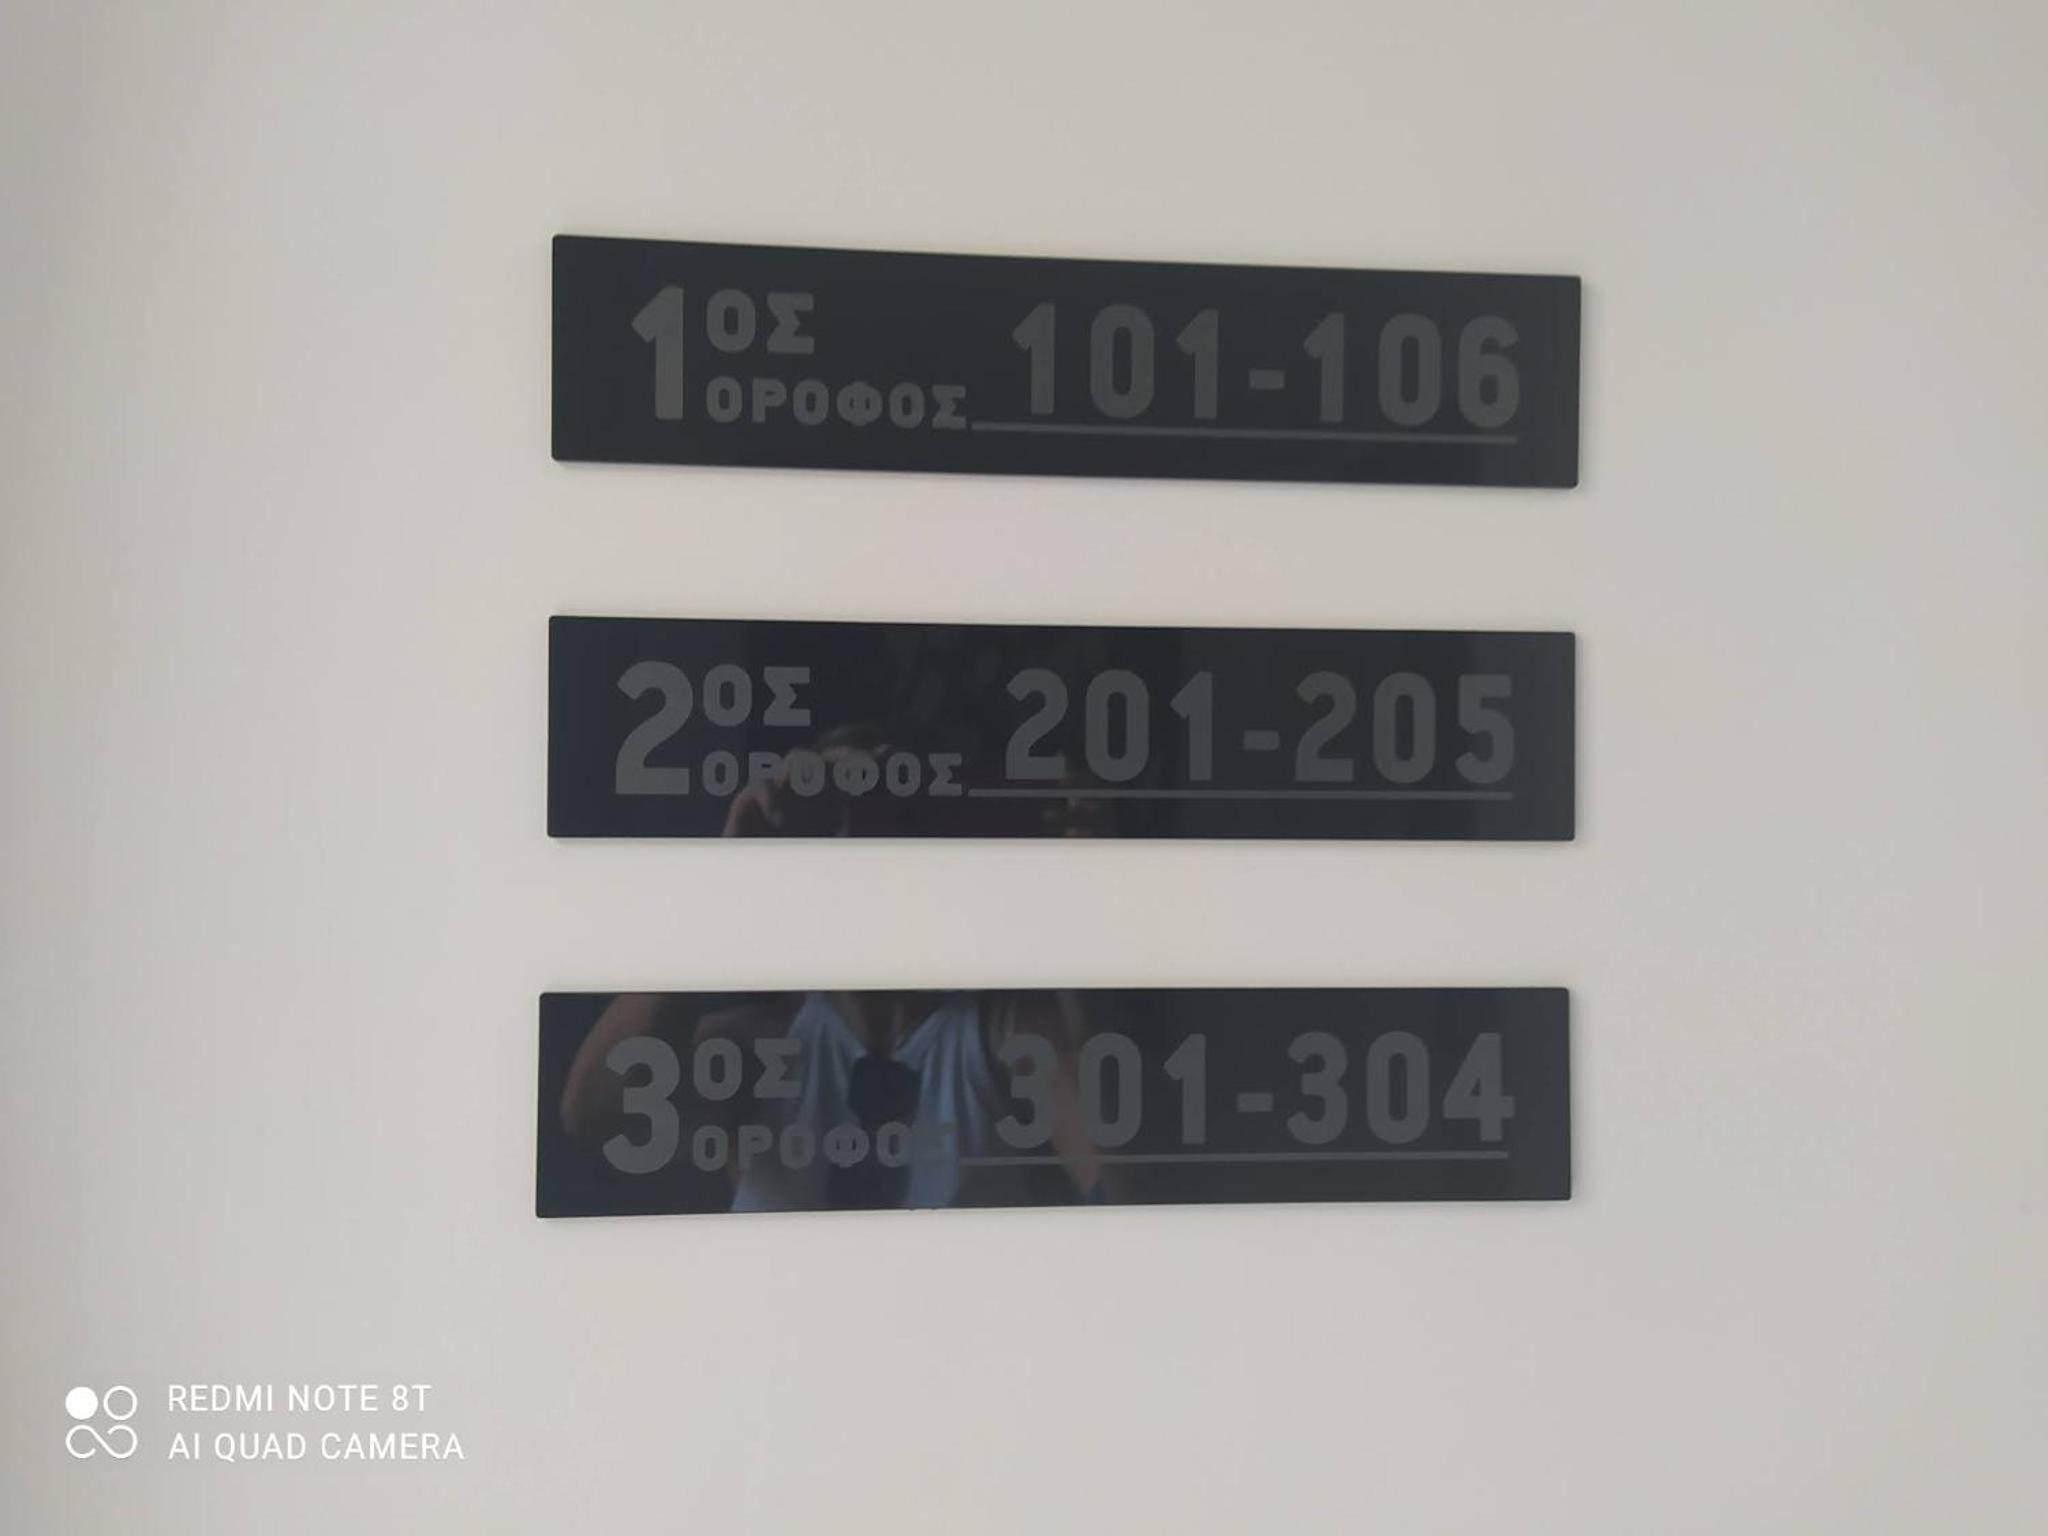 1ΟΣ ΟΡΟΦΟΣ 101-106
2ΟΣ ΟΡΟΦΟΣ 201-205
3ΟΣ ΟΡΟΦΟΣ 301-304
REDMI NOTE 8T
AI QUAD CAMERA